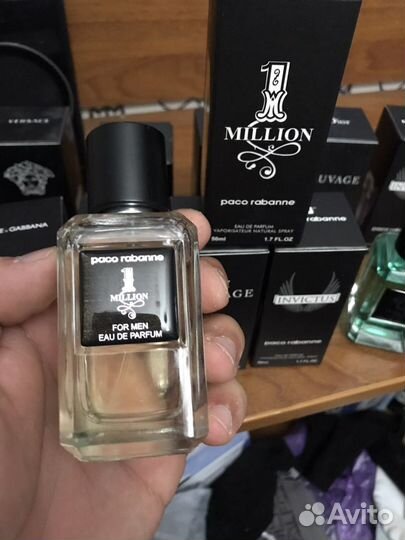 VERSACE
& GABBANA
1
MILLION
paco rabanne
EAU DE PARFUM
VAPORISATEUR NATURAL SPRAY
50ml 1.7 FL.OZ
UVAGE
AGE
INVICTUS
paco rabanne
paco rabanne
1
MILLION
FOR MEN
EAU DE PARFUM
Avito